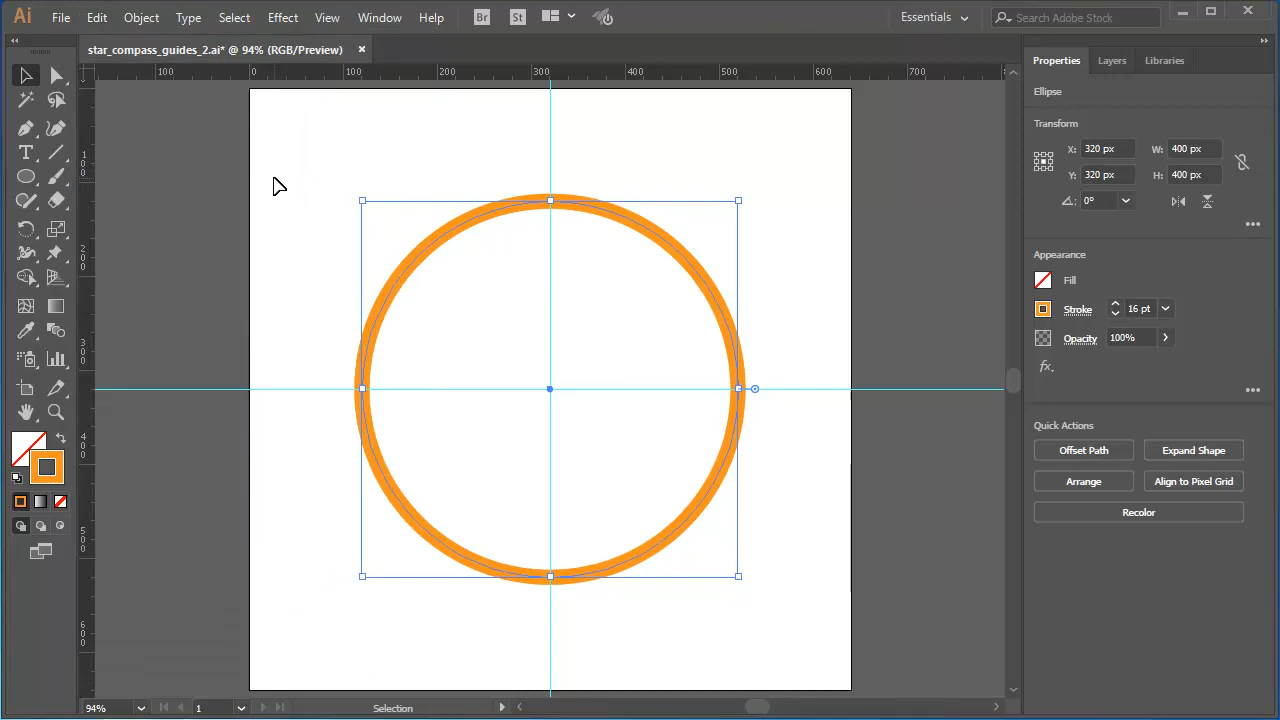 Ai File Edit Object Type Select Effect View Window Help Br St Essentials Search Adobe Stock
star_compass_guides_2.ai* @ 94% (RGB/Preview) ×
100 0 100 200 300 400 500 600 700
100
200
300
400
500
600
Properties Layers Libraries
Ellipse
Transform
X: 320 px W: 400 px
Y: 320 px H: 400 px
0°
Appearance
Fill
Stroke 16 pt
Opacity 100%
fx.
Quick Actions
Offset Path Expand Shape
Arrange Align to Pixel Grid
Recolor
94% 1 Selection